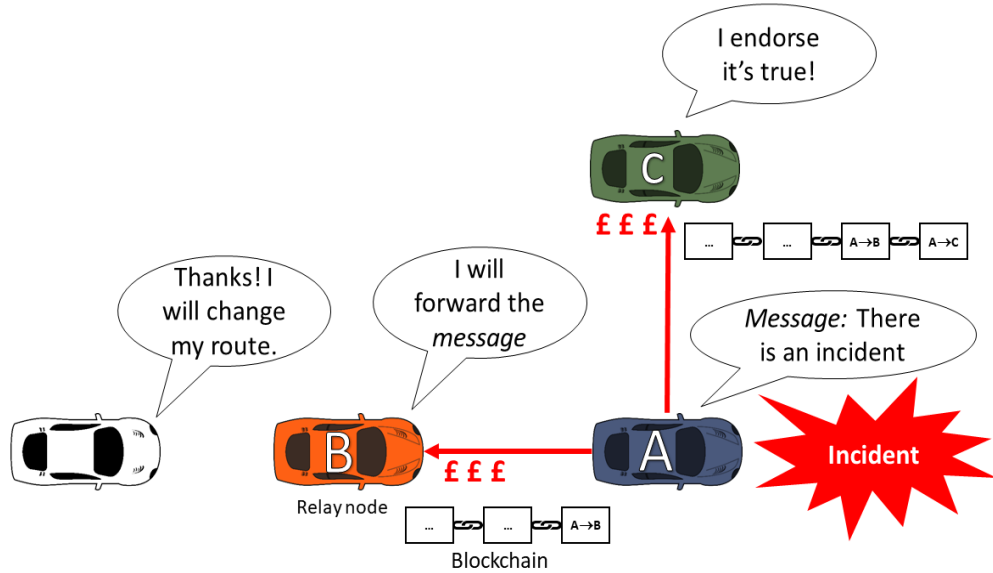 I endorse
it's true!
C
£ £ £
...
...
A→B
A→C
Thanks! I
will change
my route.
I will
forward the
message
Message: There
is an incident
B
A
Incident
£ £ £
Relay node
...
...
A→B
Blockchain